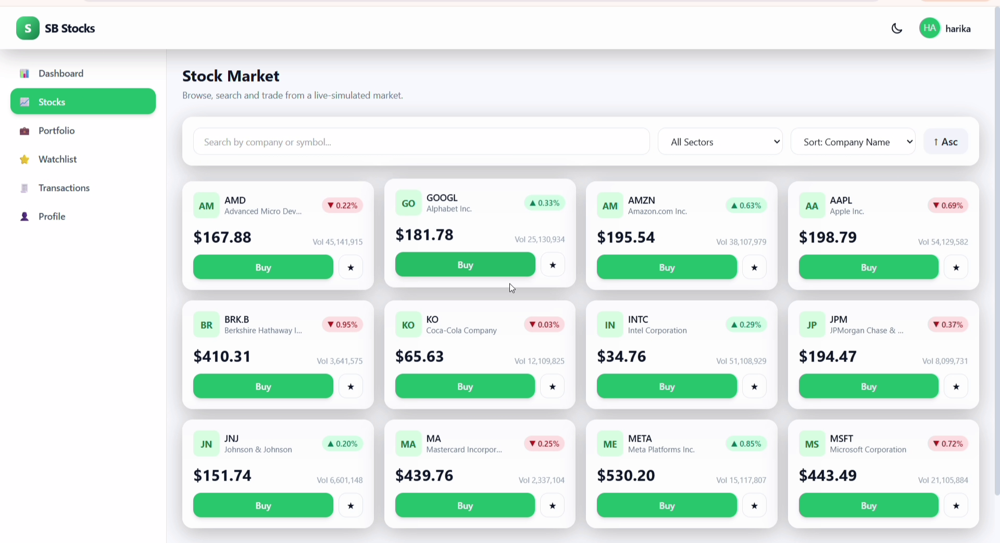 S SB Stocks
HA harika
Dashboard
Stocks
Portfolio
Watchlist
Transactions
Profile
Stock Market
Browse, search and trade from a live-simulated market.
Search by company or symbol...
All Sectors
Sort: Company Name
↑ Asc
AM AMD ▼ 0.22%
Advanced Micro Dev...
$167.88 Vol 45,141,915
Buy ★
GO GOOGL ▲ 0.33%
Alphabet Inc.
$181.78 Vol 25,130,934
Buy ★
AM AMZN ▲ 0.63%
Amazon.com Inc.
$195.54 Vol 38,107,979
Buy ★
AA AAPL ▼ 0.69%
Apple Inc.
$198.79 Vol 54,129,582
Buy ★
BR BRK.B ▼ 0.95%
Berkshire Hathaway I...
$410.31 Vol 3,641,575
Buy ★
KO KO ▼ 0.03%
Coca-Cola Company
$65.63 Vol 12,109,825
Buy ★
IN INTC ▲ 0.29%
Intel Corporation
$34.76 Vol 51,108,929
Buy ★
JP JPM ▼ 0.37%
JPMorgan Chase & ...
$194.47 Vol 8,099,731
Buy ★
JN JNJ ▲ 0.20%
Johnson & Johnson
$151.74 Vol 6,601,148
Buy ★
MA MA ▼ 0.25%
Mastercard Incorpor...
$439.76 Vol 2,337,104
Buy ★
ME META ▲ 0.85%
Meta Platforms Inc.
$530.20 Vol 15,117,807
Buy ★
MS MSFT ▼ 0.72%
Microsoft Corporation
$443.49 Vol 21,105,884
Buy ★